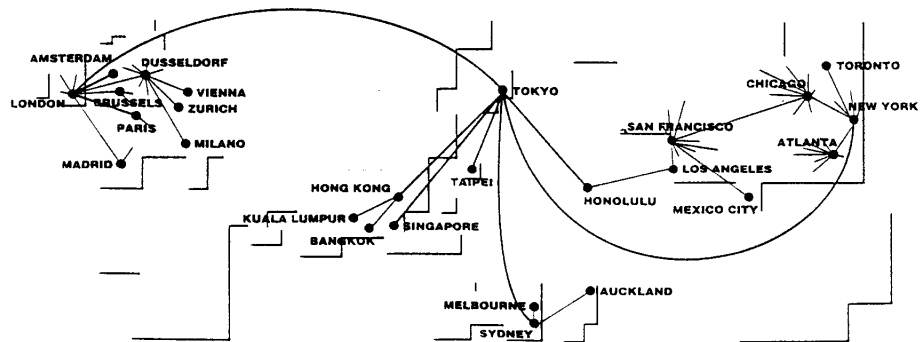 AMSTERDAM
DUSSELDORF
LONDON
BRUSSELS
VIENNA
ZURICH
PARIS
MILANO
MADRID
TOKYO
TORONTO
CHICAGO
NEW YORK
SAN FRANCISCO
ATLANTA
LOS ANGELES
TAIPEI
HONG KONG
HONOLULU
MEXICO CITY
KUALA LUMPUR
SINGAPORE
BANGKOK
MELBOURNE
AUCKLAND
SYDNEY